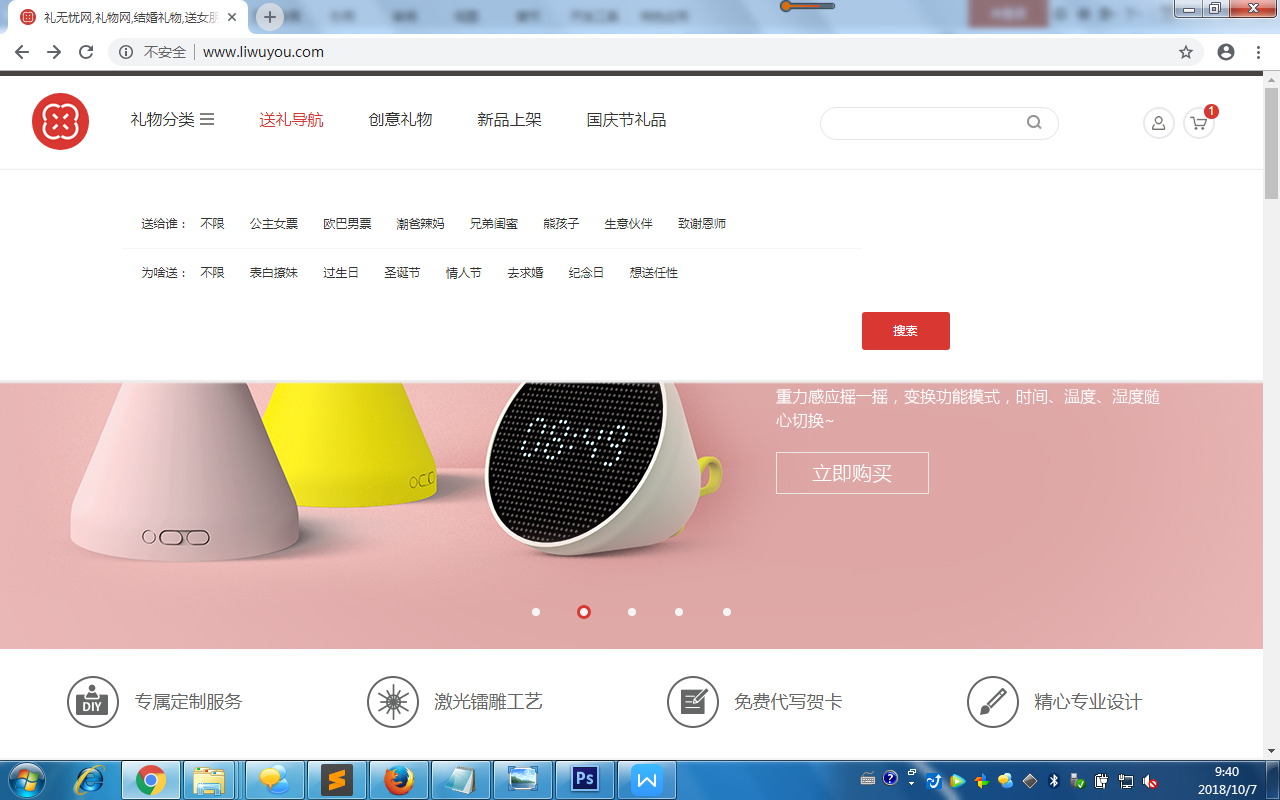 礼无忧网,礼物网,结婚礼物,送女朋
不安全 www.liwuyou.com
礼物分类 送礼导航 创意礼物 新品上架 国庆节礼品 1
送给谁： 不限 公主女票 欧巴男票 潮爸辣妈 兄弟闺蜜 熊孩子 生意伙伴 致谢恩师
为啥送： 不限 表白撩妹 过生日 圣诞节 情人节 去求婚 纪念日 想送任性
搜索
重力感应摇一摇，变换功能模式，时间、温度、湿度随
心切换~
立即购买
DIY 专属定制服务 激光镭雕工艺 免费代写贺卡 精心专业设计
Ps
9:40
2018/10/7